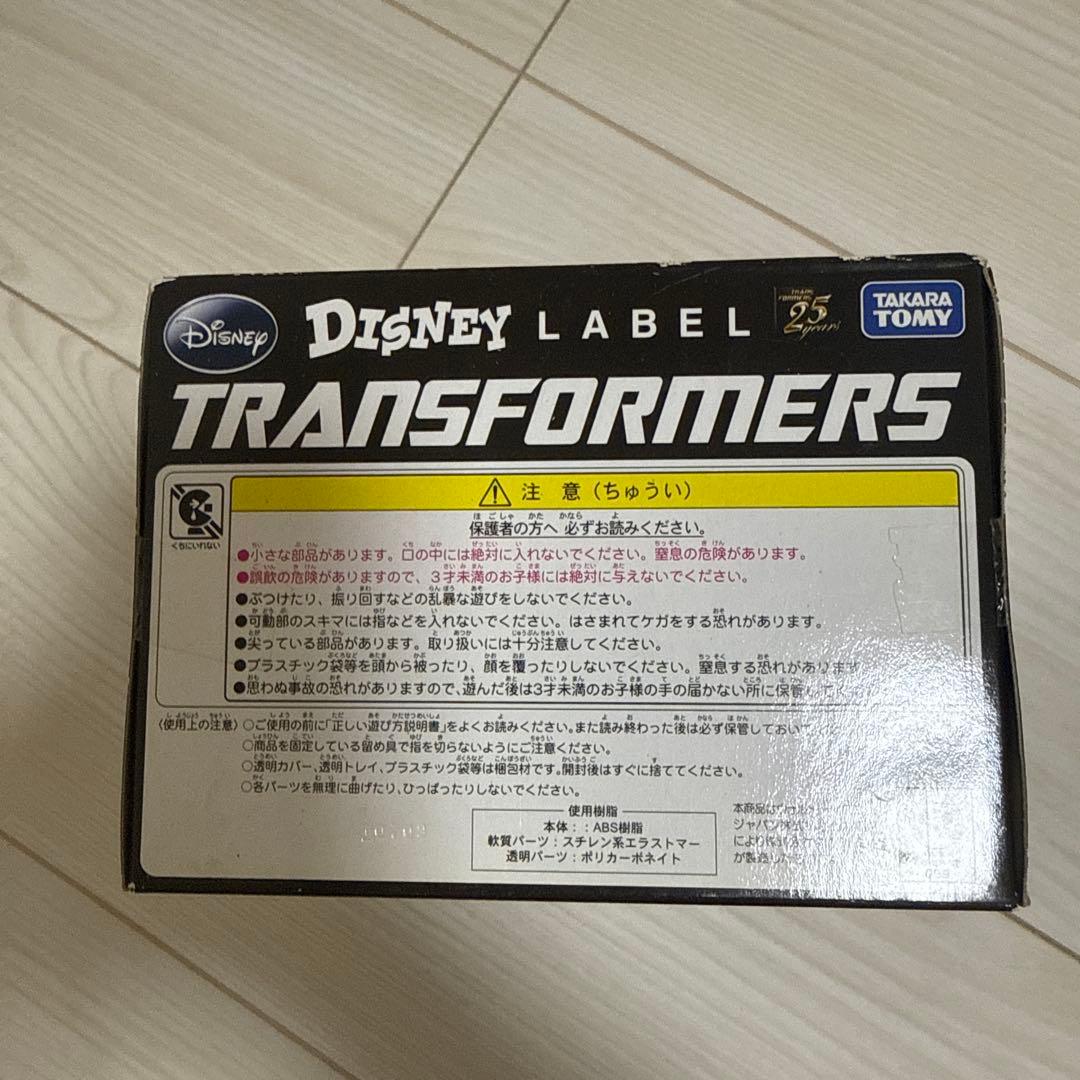 Disney
DISNEY LABEL
TRANSFORMERS
25 years
TAKARA
TOMY
TRANSFORMERS
くちにいれない
注 意（ちゅうい）
保護者の方へ 必ずお読みください。
●小さな部品があります。口の中には絶対に入れないでください。窒息の危険があります。
●誤飲の危険がありますので、3才未満のお子様には絶対に与えないでください。
●ぶつけたり、振り回すなどの乱暴な遊びをしないでください。
●可動部のスキマには指などを入れないでください。はさまれてケガをする恐れがあります。
●尖っている部品があります。取り扱いには十分注意してください。
●プラスチック袋等を頭から被ったり、顔を覆ったりしないでください。窒息する恐れがあります
●思わぬ事故の恐れがありますので、遊んだ後は3才未満のお子様の手の届かない所に保管してく
〈使用上の注意〉○ご使用の前に「正しい遊び方説明書」をよくお読みください。また読み終わった後は必ず保管しておいて
○商品を固定している留め具で指を切らないようにご注意ください。
○透明カバー、透明トレイ、プラスチック袋等は梱包材です。開封後はすぐに捨ててください。
○各パーツを無理に曲げたり、ひっぱったりしないでください。
使用樹脂
本体：：ABS樹脂
軟質パーツ：スチレン系エラストマー
透明パーツ：ポリカーボネイト
本商品は
ジャパン
により
が製造した